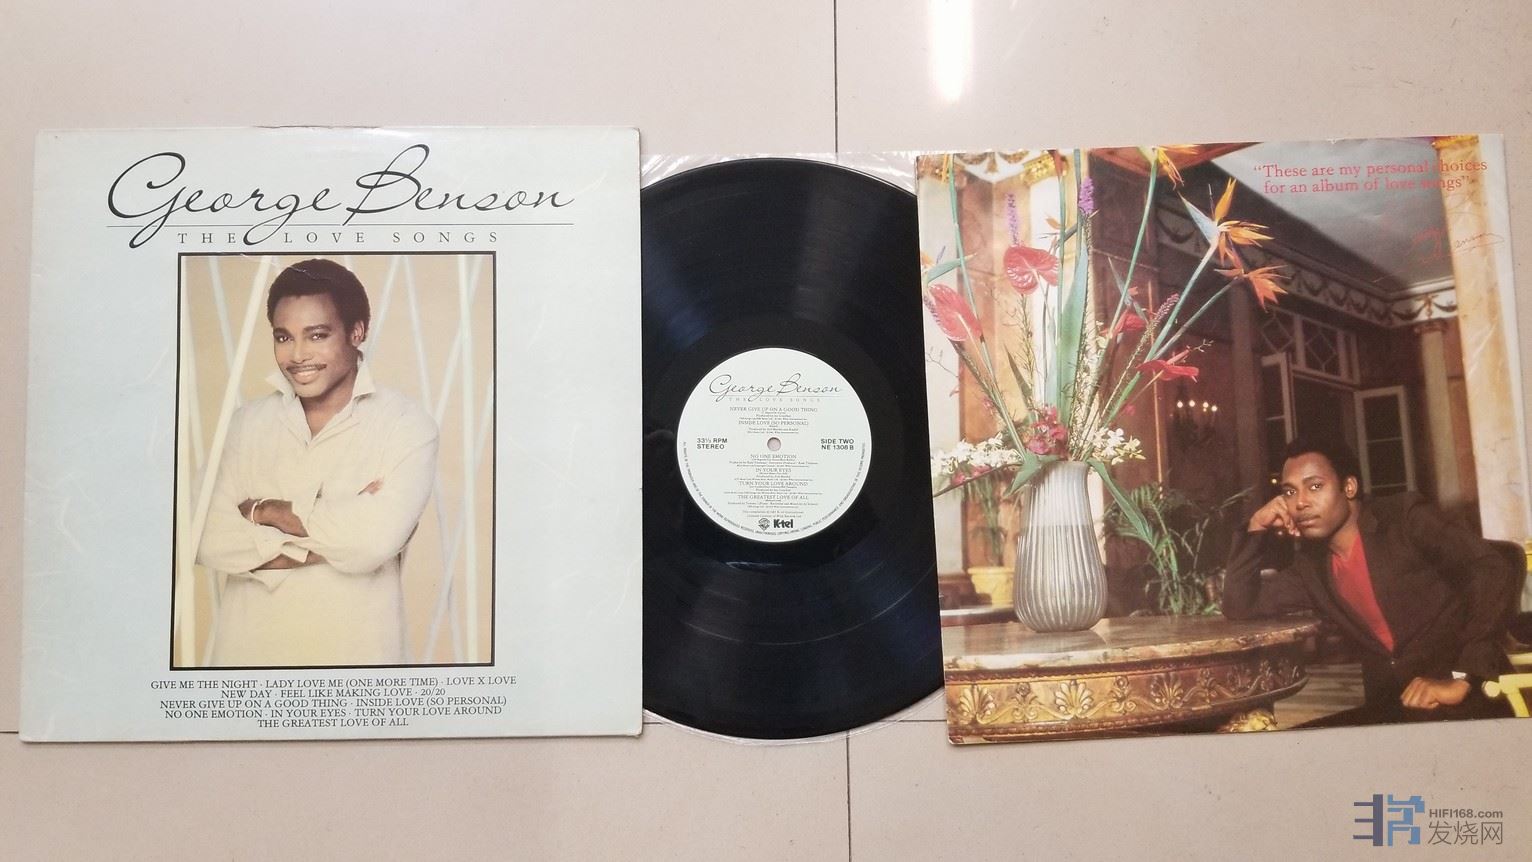 George Benson
THE LOVE SONGS
GIVE ME THE NIGHT · LADY LOVE ME (ONE MORE TIME) · LOVE X LOVE
NEW DAY · FEEL LIKE MAKING LOVE · 20/20
NEVER GIVE UP ON A GOOD THING · INSIDE LOVE (SO PERSONAL)
NO ONE EMOTION · IN YOUR EYES · TURN YOUR LOVE AROUND
THE GREATEST LOVE OF ALL
George Benson
THE LOVE SONGS
NEVER GIVE UP ON A GOOD THING
INSIDE LOVE (SO PERSONAL)
33⅓ RPM
STEREO
SIDE TWO
NE 1308 B
NO ONE EMOTION
IN YOUR EYES
TURN YOUR LOVE AROUND
THE GREATEST LOVE OF ALL
K-tel
“These are my personal choices
for an album of love songs”
HIFI168.com
发烧网